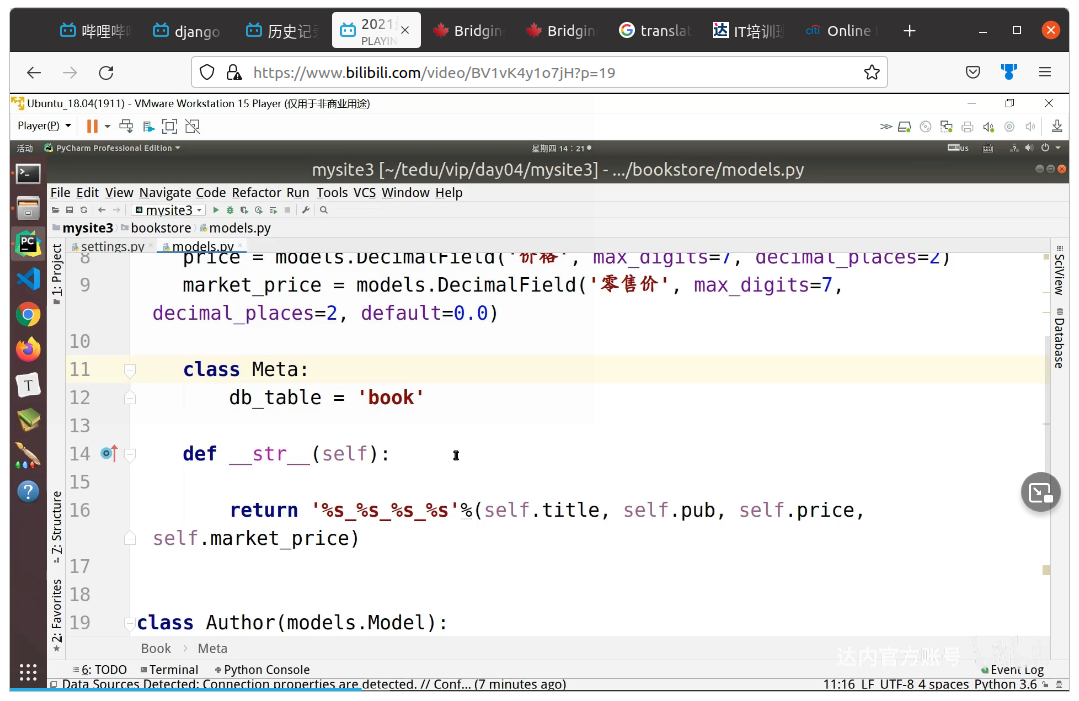 哔哩哔
django
历史记录
2021
PLAYIN
Bridgin
Bridgin
translat
IT培训班
Online
https://www.bilibili.com/video/BV1vK4y1o7jH?p=19
Ubuntu_18.04(1911) - VMware Workstation 15 Player (仅用于非商业用途)
Player(P)
活动 PyCharm Professional Edition 星期四 14：21
mysite3 [~/tedu/vip/day04/mysite3] - .../bookstore/models.py
File Edit View Navigate Code Refactor Run Tools VCS Window Help
mysite3
mysite3 bookstore models.py
settings.py models.py
1: Project
SciView
Database
8 price = models.DecimalField('价格', max_digits=7, decimal_places=2)
9 market_price = models.DecimalField('零售价', max_digits=7,
decimal_places=2, default=0.0)
10
11 class Meta:
12 db_table = 'book'
13
14 def __str__(self):
15
16 return '%s_%s_%s_%s'%(self.title, self.pub, self.price,
self.market_price)
17
18
19 class Author(models.Model):
7: Structure
2: Favorites
Book Meta
达内官方账号
6: TODO Terminal Python Console Event Log
Data Sources Detected: Connection properties are detected. // Conf... (7 minutes ago) 11:16 LF UTF-8 4 spaces Python 3.6